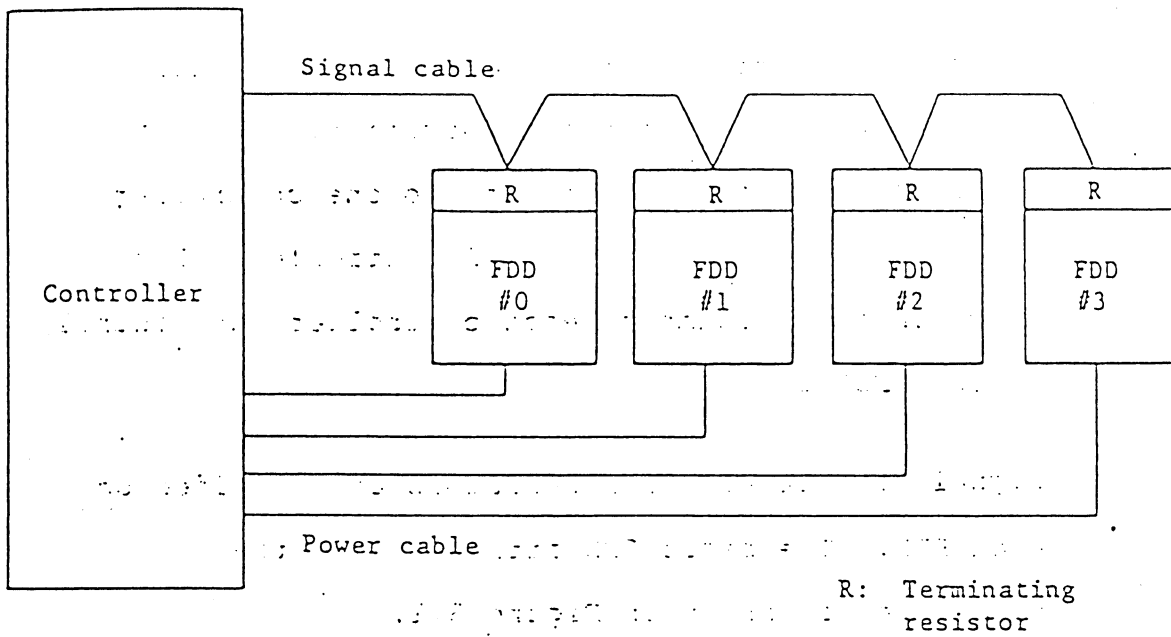 Signal cable
R
R
R
R
Controller
FDD
#0
FDD
#1
FDD
#2
FDD
#3
Power cable
R: Terminating
resistor